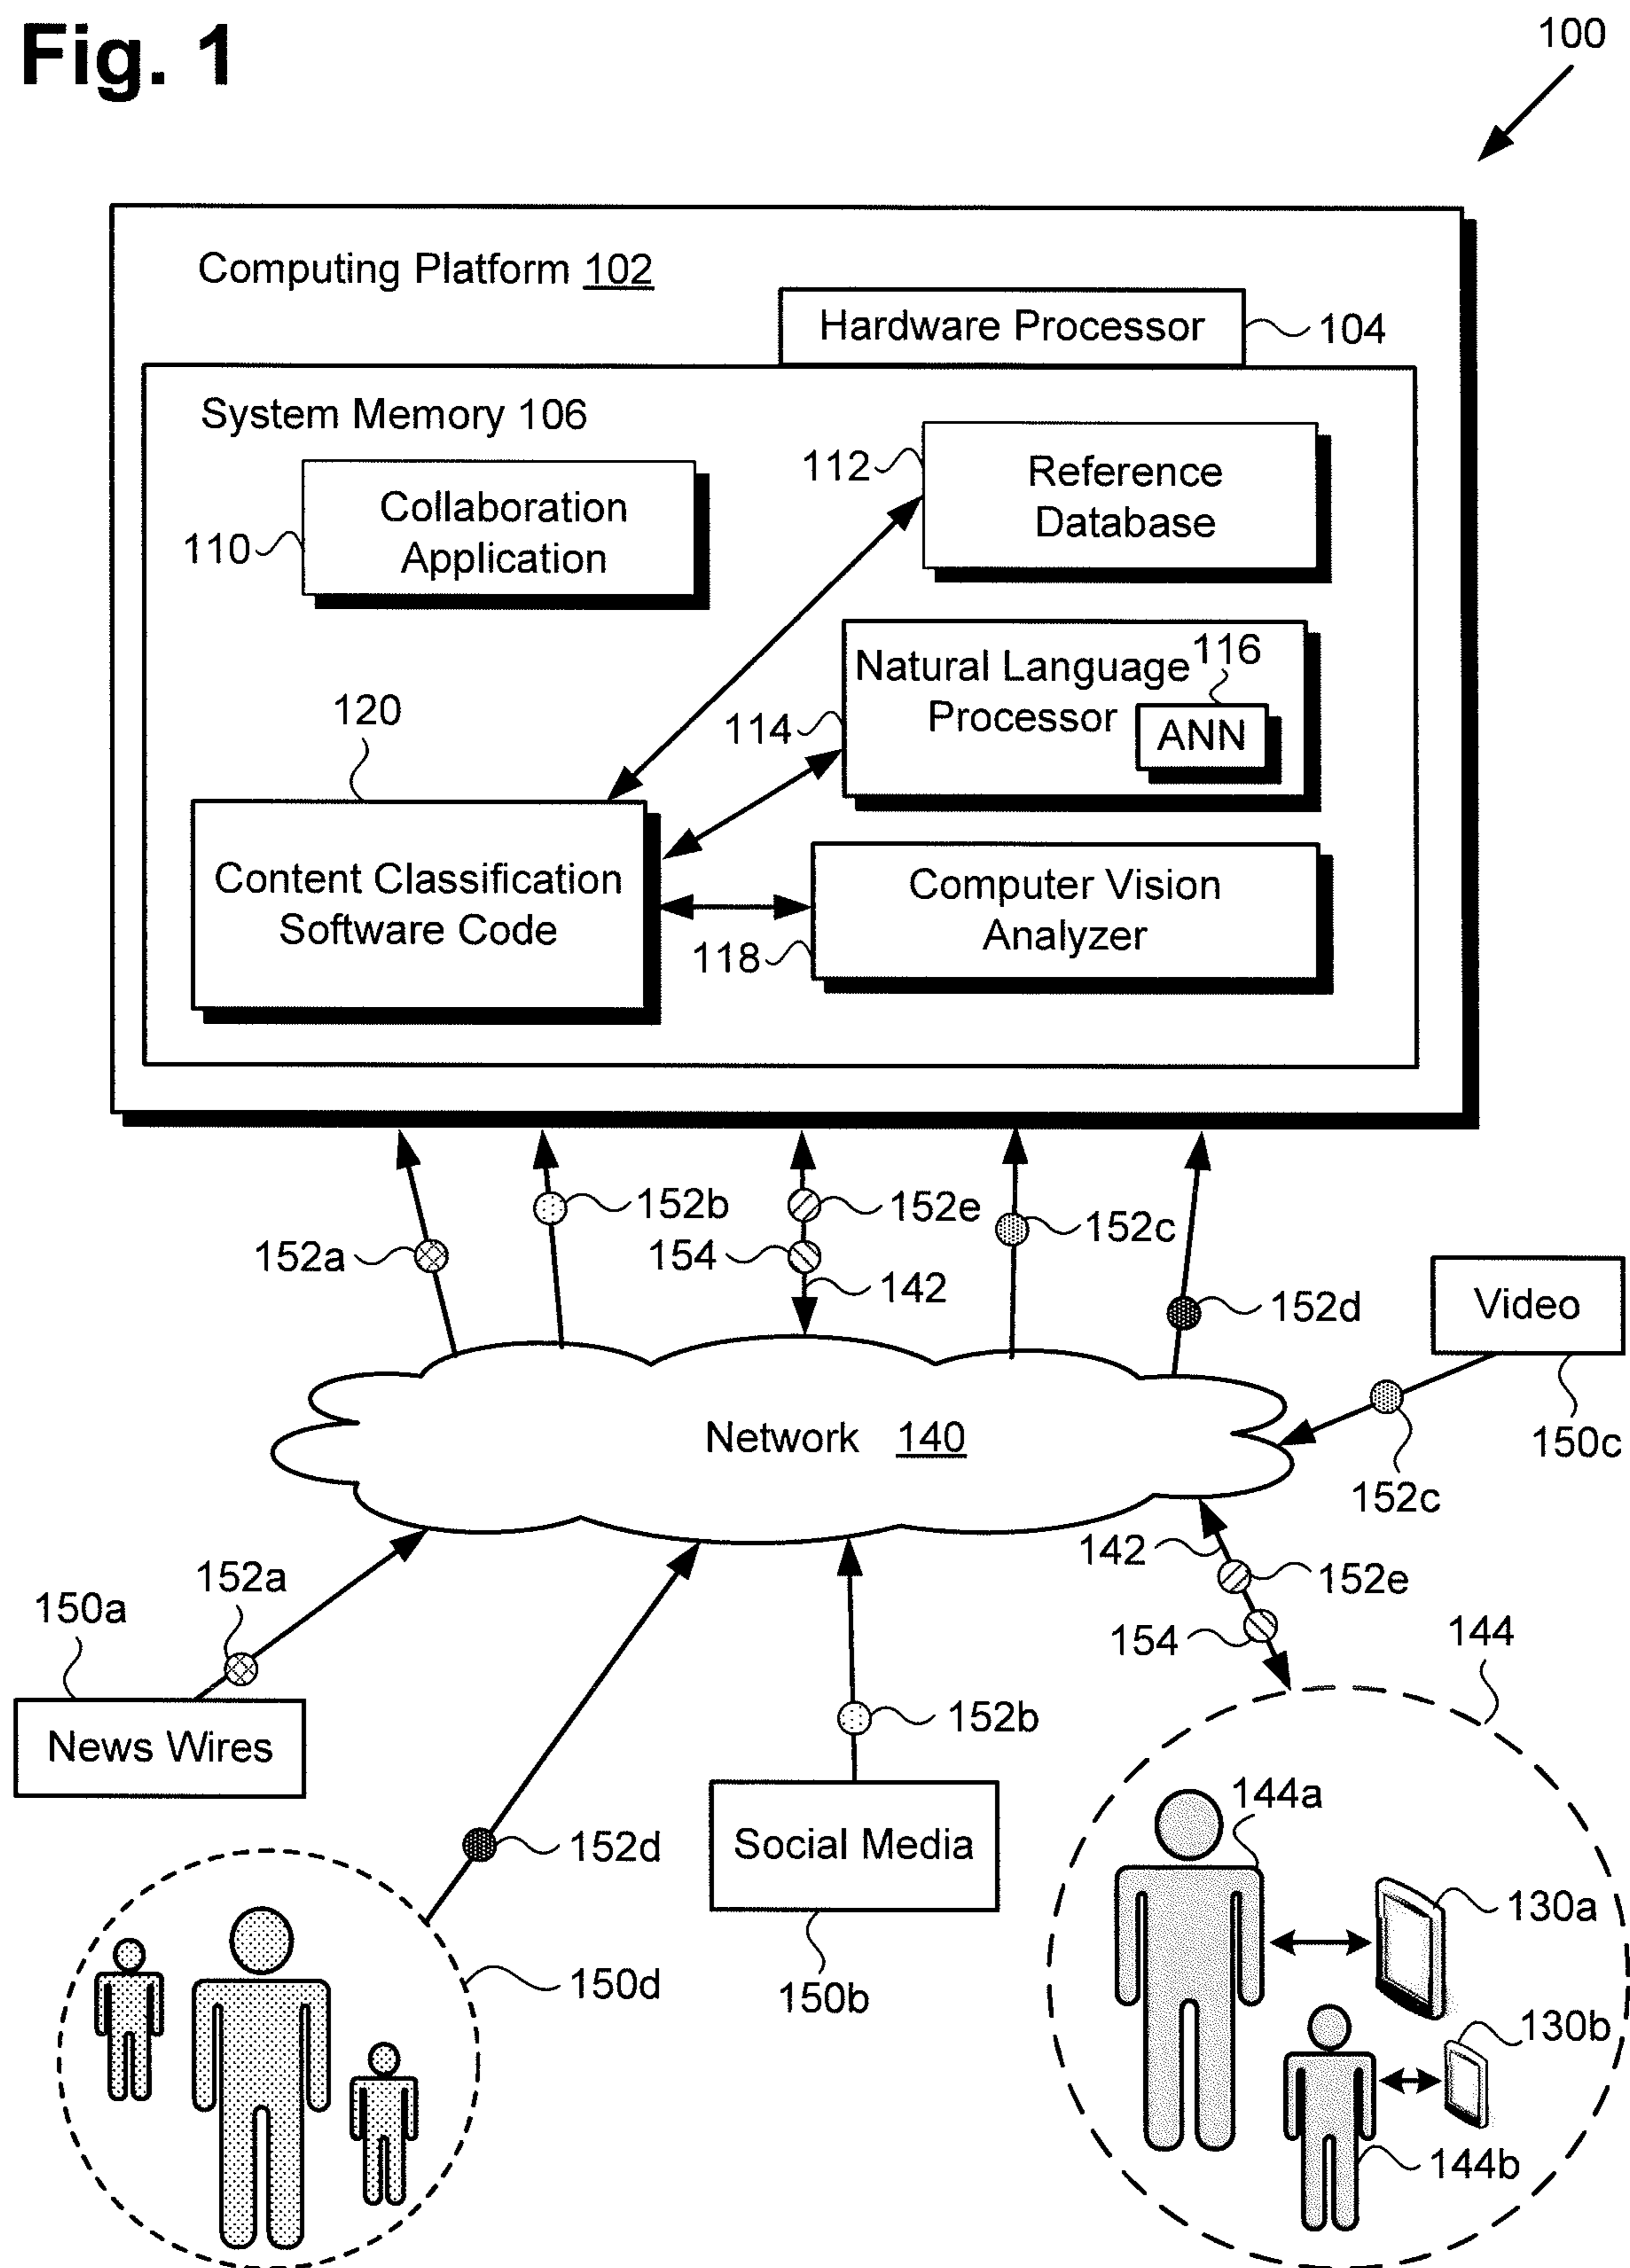 Fig. 1
100
Computing Platform 102
Hardware Processor
104
System Memory 106
112
Reference
Database
Collaboration
Application
110
116
Natural Language
Processor
ANN
114
120
Content Classification
Software Code
Computer Vision
Analyzer
118
152a
152b
152e
154
142
152c
152d
Video
150c
152c
Network 140
142
152e
154
144
152a
150a
News Wires
152d
152b
Social Media
150b
150d
144a
130a
130b
144b